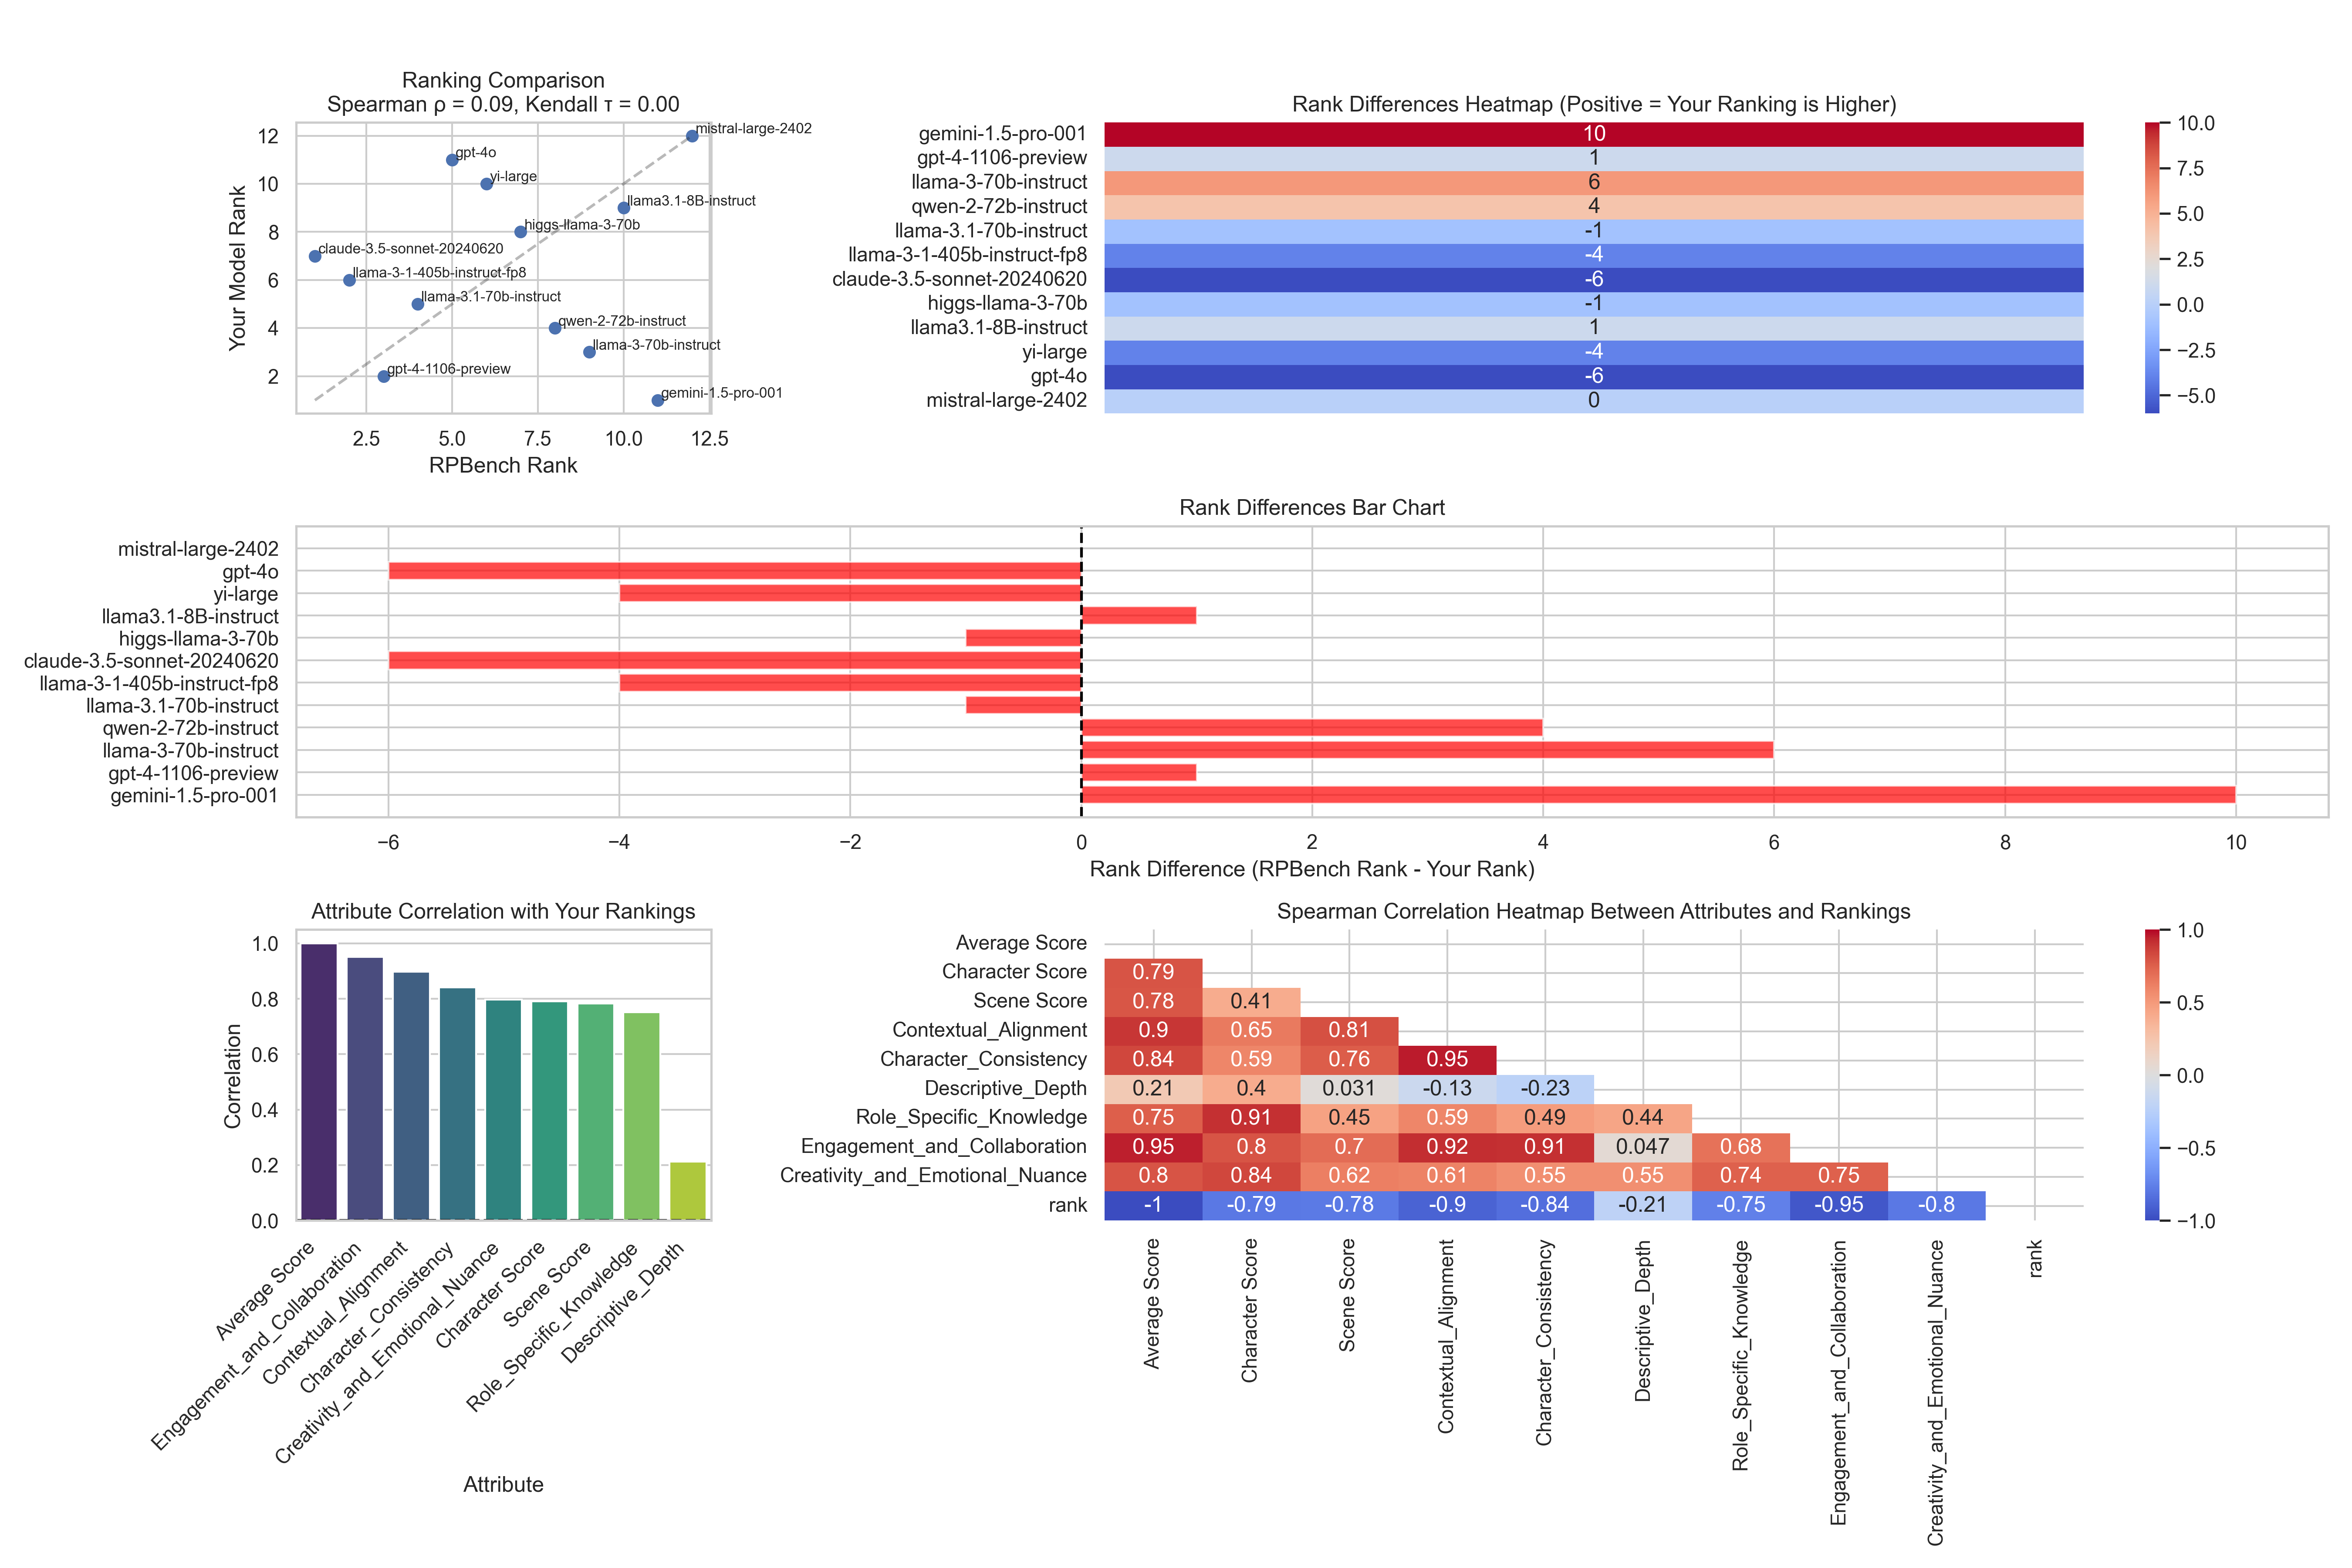 Ranking Comparison
Spearman ρ = 0.09, Kendall τ = 0.00
Your Model Rank
12
10
8
6
4
2
mistral-large-2402
gpt-4o
yi-large
llama3.1-8B-instruct
higgs-llama-3-70b
claude-3.5-sonnet-20240620
llama-3-1-405b-instruct-fp8
llama-3.1-70b-instruct
qwen-2-72b-instruct
llama-3-70b-instruct
gpt-4-1106-preview
gemini-1.5-pro-001
2.5 5.0 7.5 10.0 12.5
RPBench Rank
Rank Differences Heatmap (Positive = Your Ranking is Higher)
gemini-1.5-pro-001 10
gpt-4-1106-preview 1
llama-3-70b-instruct 6
qwen-2-72b-instruct 4
llama-3.1-70b-instruct -1
llama-3-1-405b-instruct-fp8 -4
claude-3.5-sonnet-20240620 -6
higgs-llama-3-70b -1
llama3.1-8B-instruct 1
yi-large -4
gpt-4o -6
mistral-large-2402 0
10.0
7.5
5.0
2.5
0.0
−2.5
−5.0
Rank Differences Bar Chart
mistral-large-2402
gpt-4o
yi-large
llama3.1-8B-instruct
higgs-llama-3-70b
claude-3.5-sonnet-20240620
llama-3-1-405b-instruct-fp8
llama-3.1-70b-instruct
qwen-2-72b-instruct
llama-3-70b-instruct
gpt-4-1106-preview
gemini-1.5-pro-001
−6 −4 −2 0 2 4 6 8 10
Rank Difference (RPBench Rank - Your Rank)
Attribute Correlation with Your Rankings
Correlation
1.0
0.8
0.6
0.4
0.2
0.0
Average Score
Engagement_and_Collaboration
Contextual_Alignment
Character_Consistency
Creativity_and_Emotional_Nuance
Character Score
Scene Score
Role_Specific_Knowledge
Descriptive_Depth
Attribute
Spearman Correlation Heatmap Between Attributes and Rankings
Average Score
Character Score 0.79
Scene Score 0.78 0.41
Contextual_Alignment 0.9 0.65 0.81
Character_Consistency 0.84 0.59 0.76 0.95
Descriptive_Depth 0.21 0.4 0.031 -0.13 -0.23
Role_Specific_Knowledge 0.75 0.91 0.45 0.59 0.49 0.44
Engagement_and_Collaboration 0.95 0.8 0.7 0.92 0.91 0.047 0.68
Creativity_and_Emotional_Nuance 0.8 0.84 0.62 0.61 0.55 0.55 0.74 0.75
rank -1 -0.79 -0.78 -0.9 -0.84 -0.21 -0.75 -0.95 -0.8
Average Score
Character Score
Scene Score
Contextual_Alignment
Character_Consistency
Descriptive_Depth
Role_Specific_Knowledge
Engagement_and_Collaboration
Creativity_and_Emotional_Nuance
rank
1.0
0.5
0.0
−0.5
−1.0